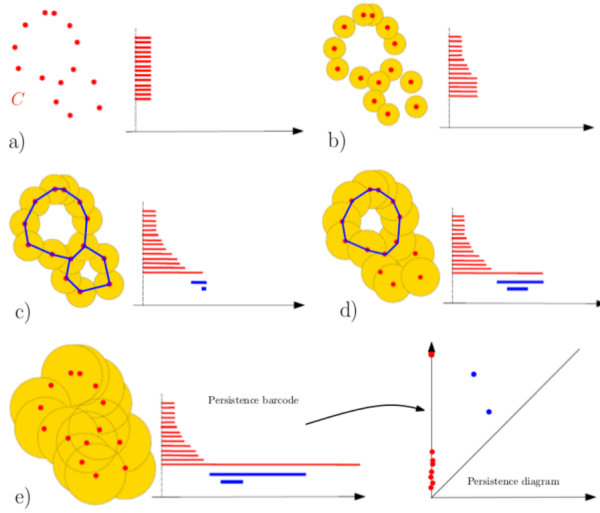 C
a)
b)
c)
d)
Persistence barcode
Persistence diagram
e)